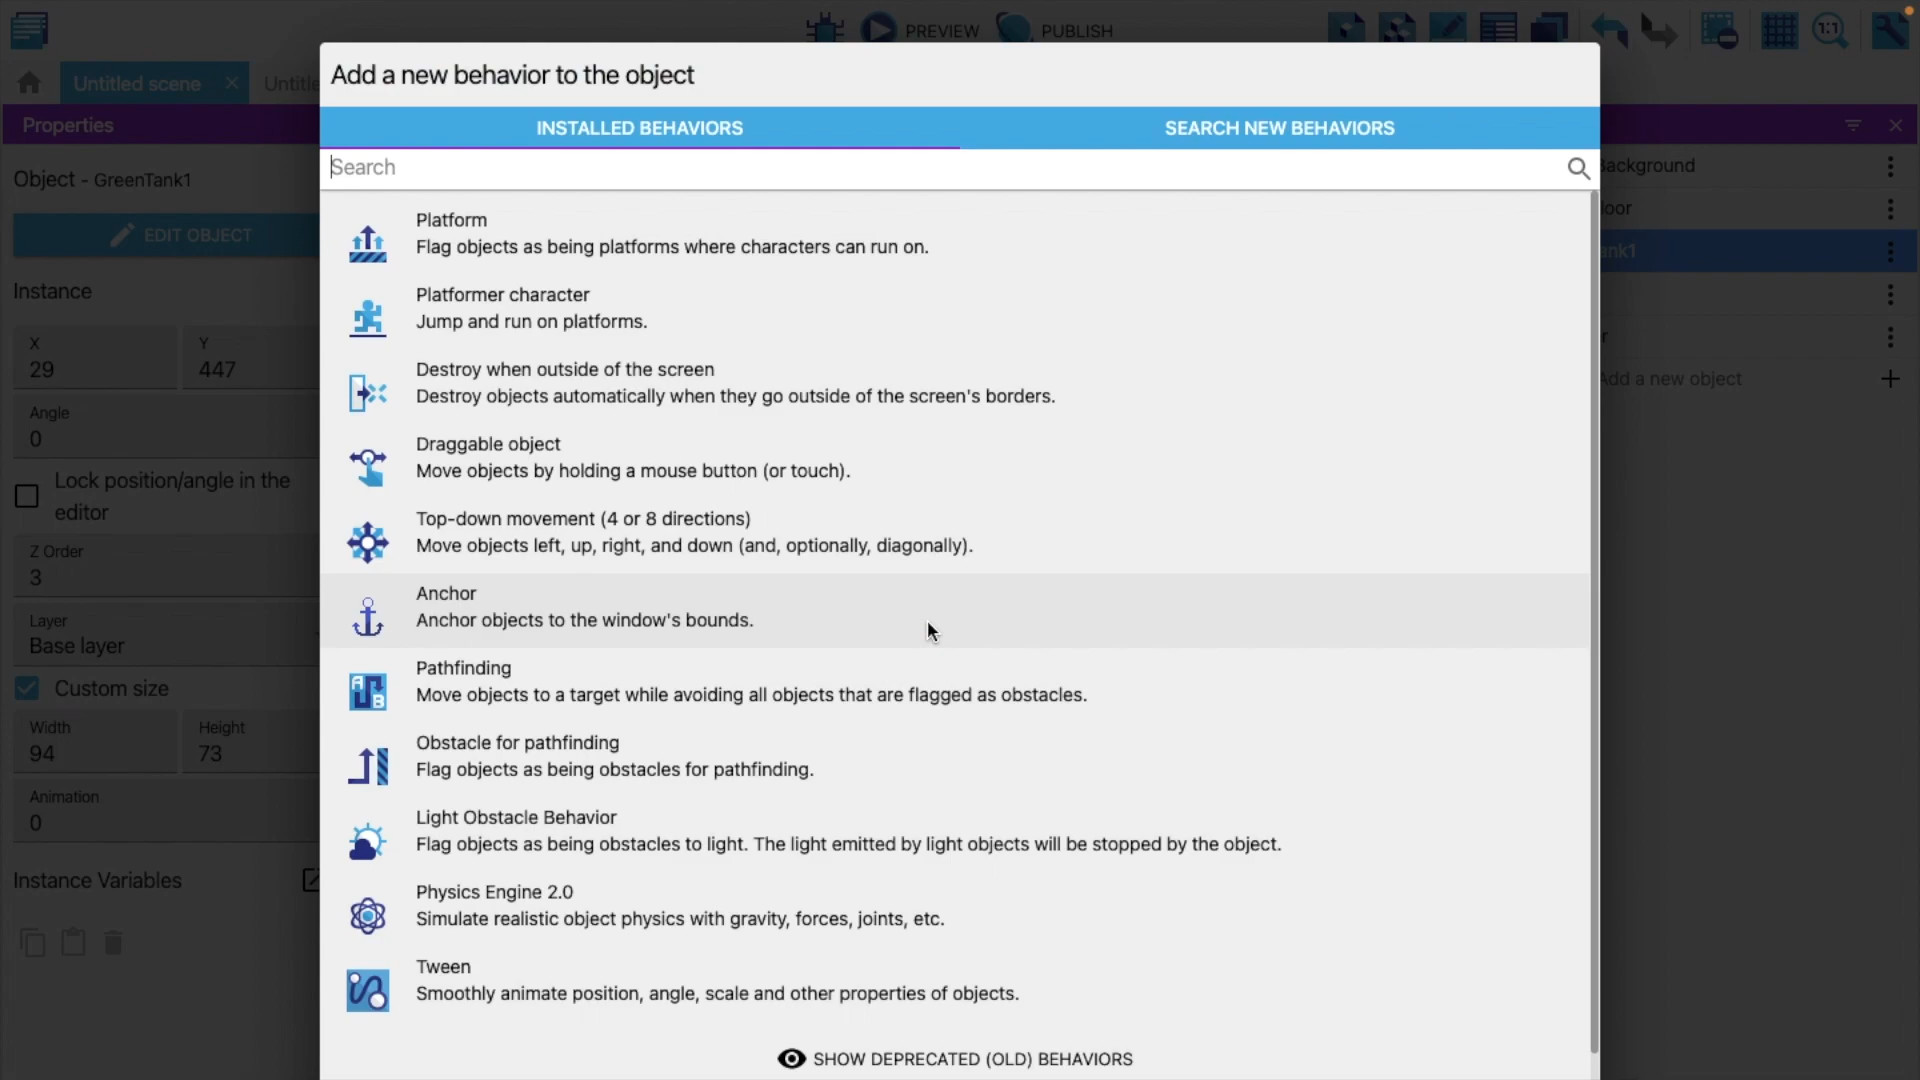 PREVIEW
PUBLISH
1:1
Add a new behavior to the object
Untitled scene
Untitle
INSTALLED BEHAVIORS
SEARCH NEW BEHAVIORS
Properties
Search
Object - GreenTank1
EDIT OBJECT
Instance
X
29
Y
447
Angle
0
Lock position/angle in the
editor
Z Order
3
Layer
Base layer
Custom size
Width
94
Height
73
Animation
0
Instance Variables
Platform
Flag objects as being platforms where characters can run on.
Platformer character
Jump and run on platforms.
Destroy when outside of the screen
Destroy objects automatically when they go outside of the screen's borders.
Draggable object
Move objects by holding a mouse button (or touch).
Top-down movement (4 or 8 directions)
Move objects left, up, right, and down (and, optionally, diagonally).
Anchor
Anchor objects to the window's bounds.
Pathfinding
Move objects to a target while avoiding all objects that are flagged as obstacles.
Obstacle for pathfinding
Flag objects as being obstacles for pathfinding.
Light Obstacle Behavior
Flag objects as being obstacles to light. The light emitted by light objects will be stopped by the object.
Physics Engine 2.0
Simulate realistic object physics with gravity, forces, joints, etc.
Tween
Smoothly animate position, angle, scale and other properties of objects.
SHOW DEPRECATED (OLD) BEHAVIORS
Background
loor
ank1
r
Add a new object